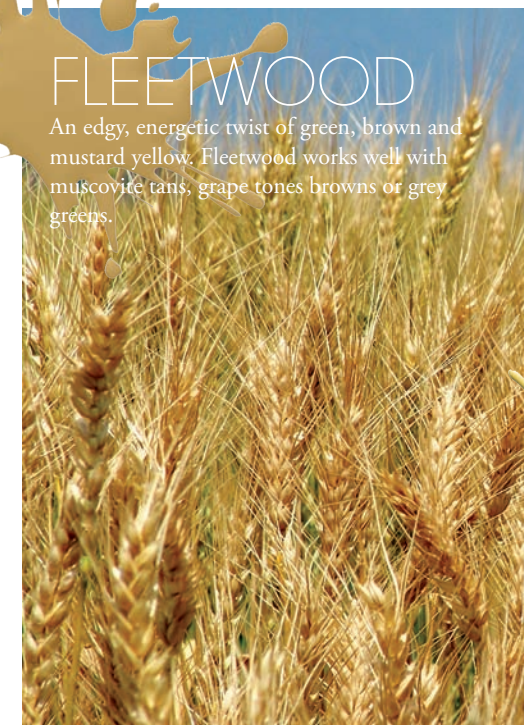 FLEETWOOD
An edgy, energetic twist of green, brown and
mustard yellow. Fleetwood works well with
muscovite tans, grape tones browns or grey
greens.